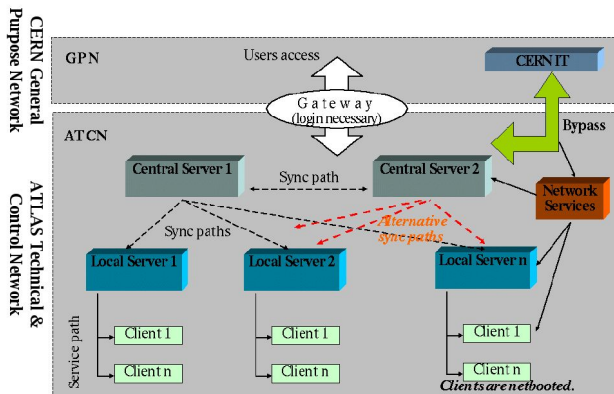 CERN General
Purpose Network
GPN
Users access
CERN IT
Gateway
(login necessary)
Bypass
ATCN
ATLAS Technical &
Control Network
Central Server 1
Sync path
Central Server 2
Network
Services
Sync paths
Alternative
sync paths
Local Server 1
Local Server 2
Local Server n
Service path
Client 1
Client 1
Client 1
Client n
Client n
Client n
Clients are netbooted.